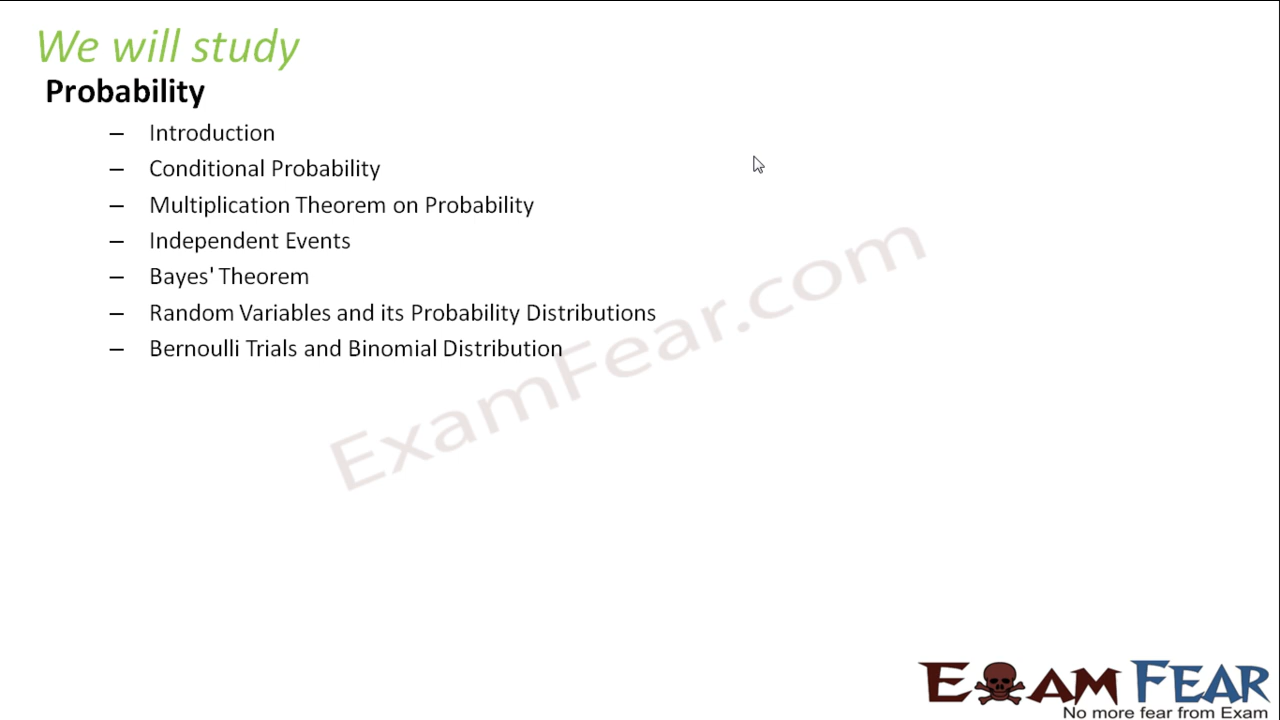 We will study
Probability
– Introduction
– Conditional Probability
– Multiplication Theorem on Probability
– Independent Events
– Bayes' Theorem
– Random Variables and its Probability Distributions
– Bernoulli Trials and Binomial Distribution
ExamFear.com
EXAM FEAR
No more fear from Exam